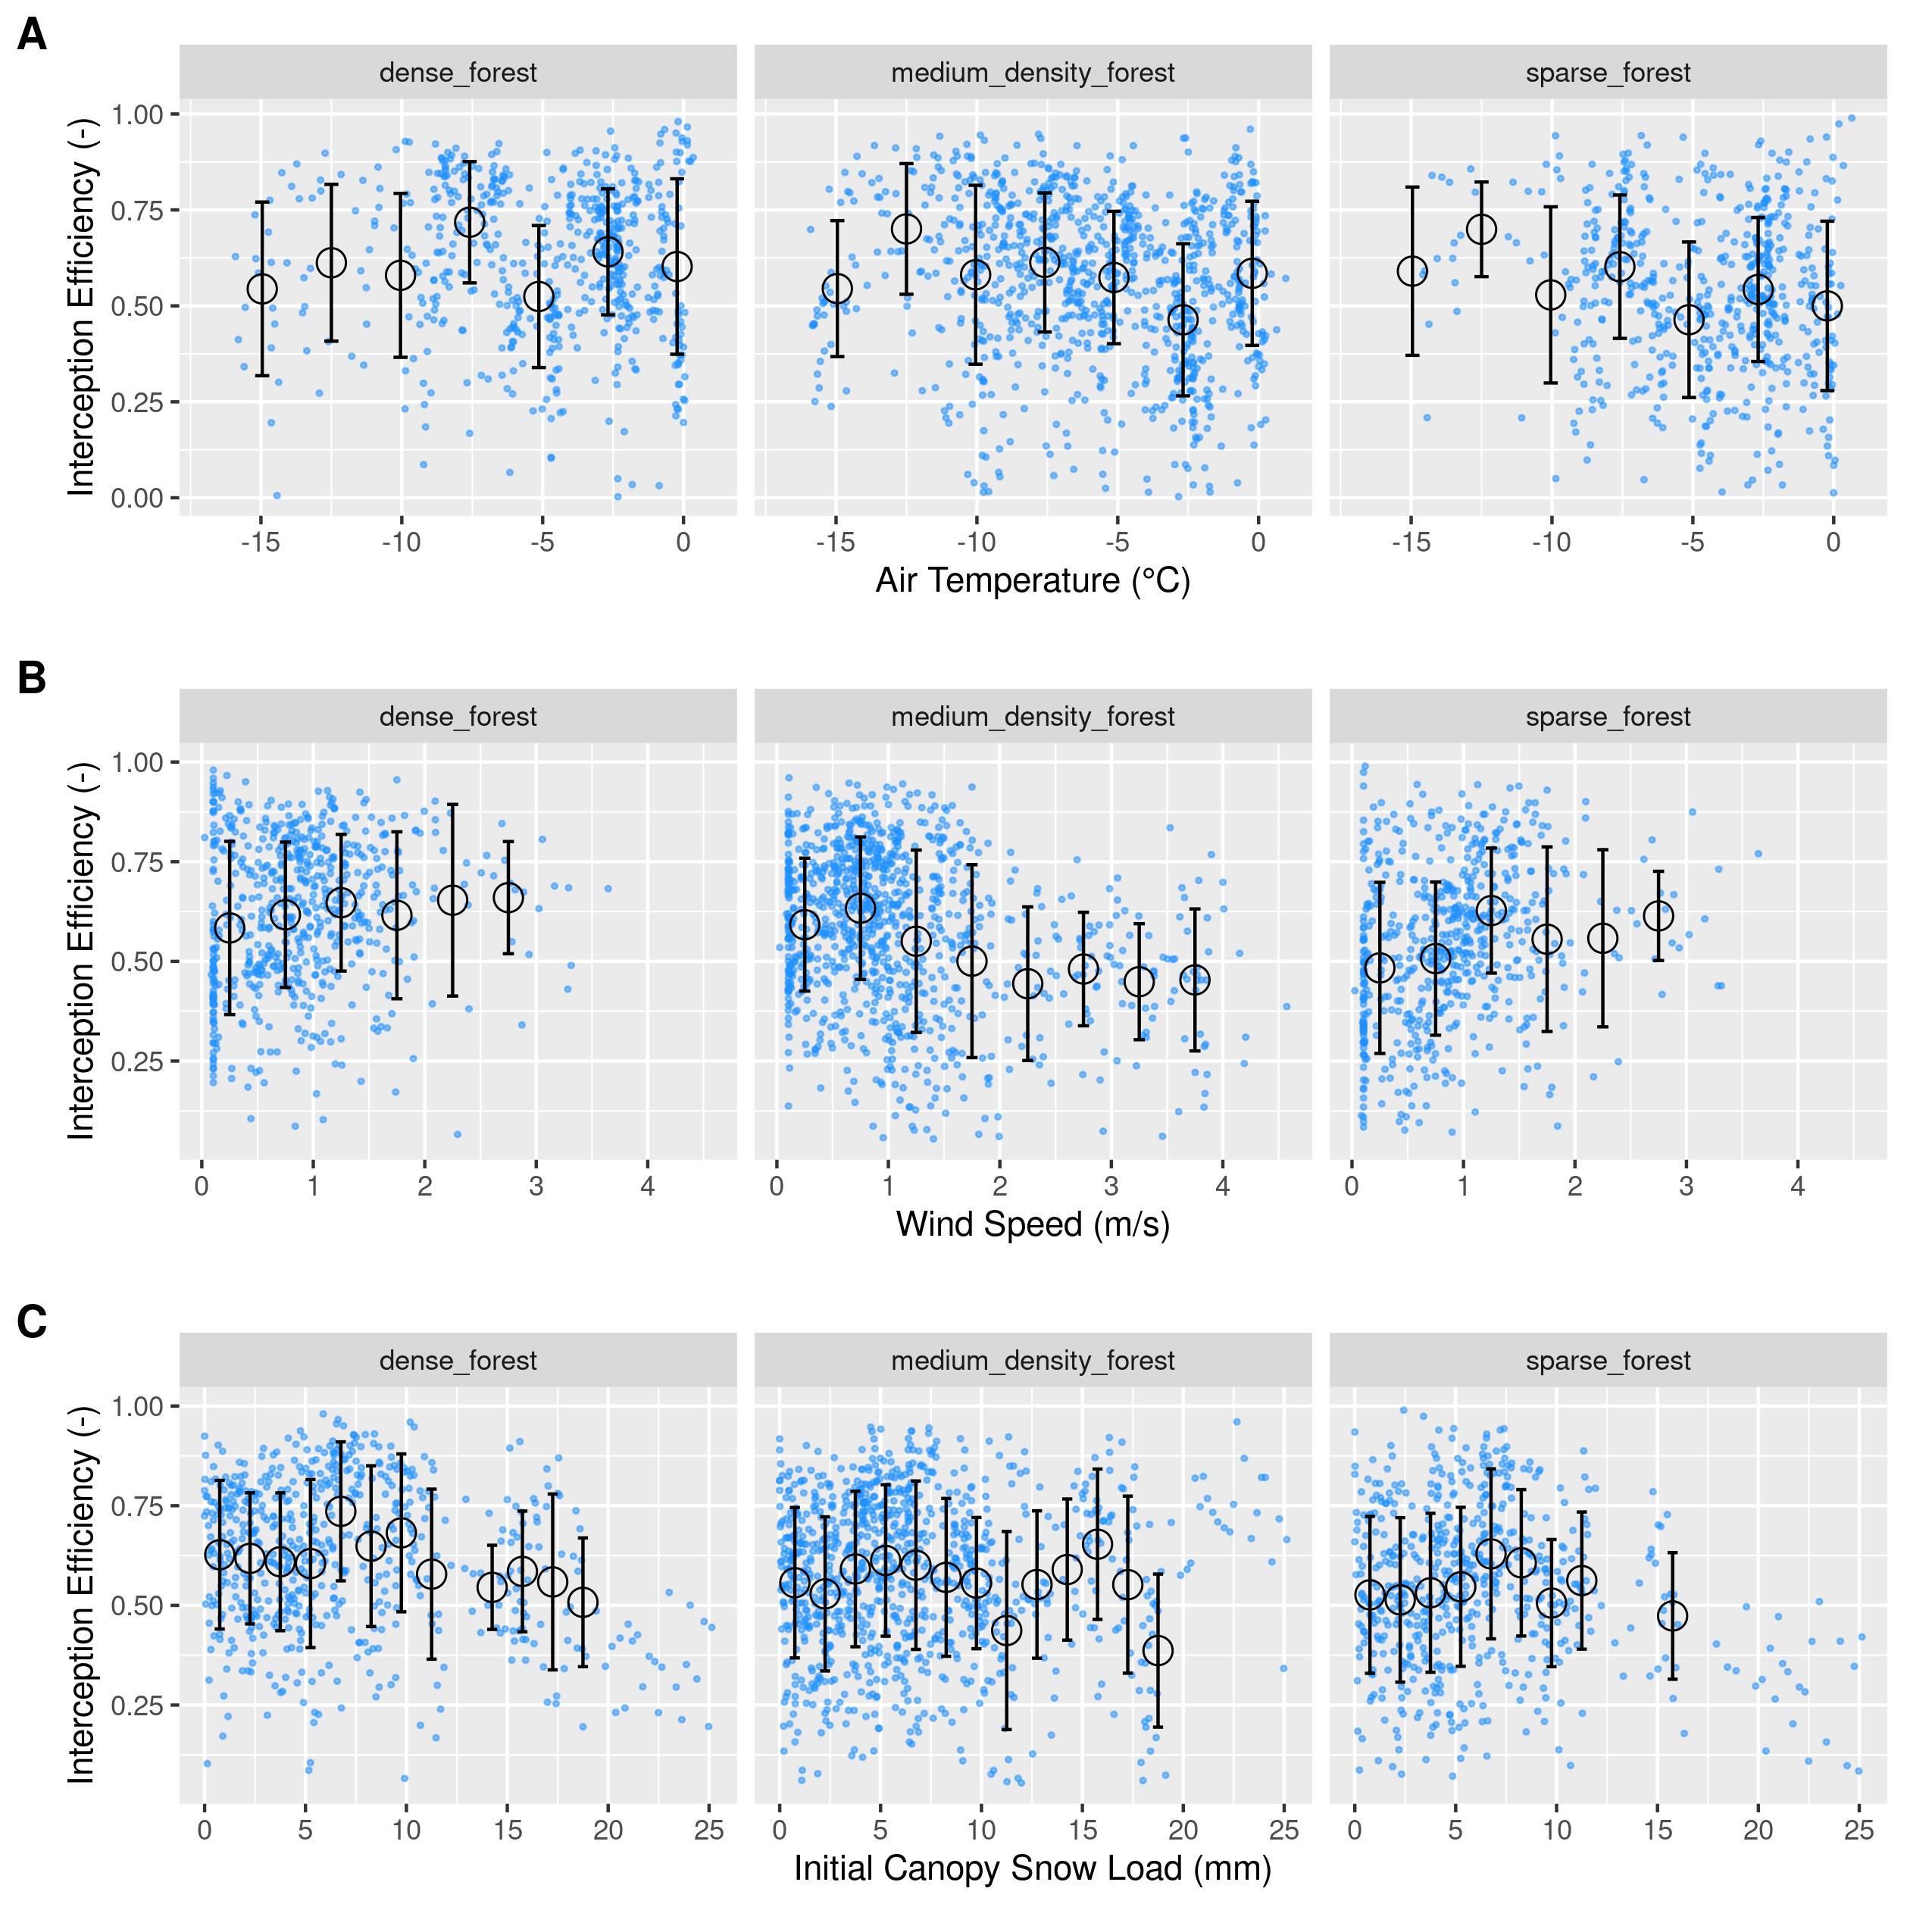 A
dense_forest medium_density_forest sparse_forest
Interception Efficiency (-)
1.00
0.75
0.50
0.25
0.00
-15 -10 -5 0 -15 -10 -5 0 -15 -10 -5 0
Air Temperature (°C)
B
dense_forest medium_density_forest sparse_forest
Interception Efficiency (-)
1.00
0.75
0.50
0.25
0 1 2 3 4 0 1 2 3 4 0 1 2 3 4
Wind Speed (m/s)
C
dense_forest medium_density_forest sparse_forest
Interception Efficiency (-)
1.00
0.75
0.50
0.25
0 5 10 15 20 25 0 5 10 15 20 25 0 5 10 15 20 25
Initial Canopy Snow Load (mm)